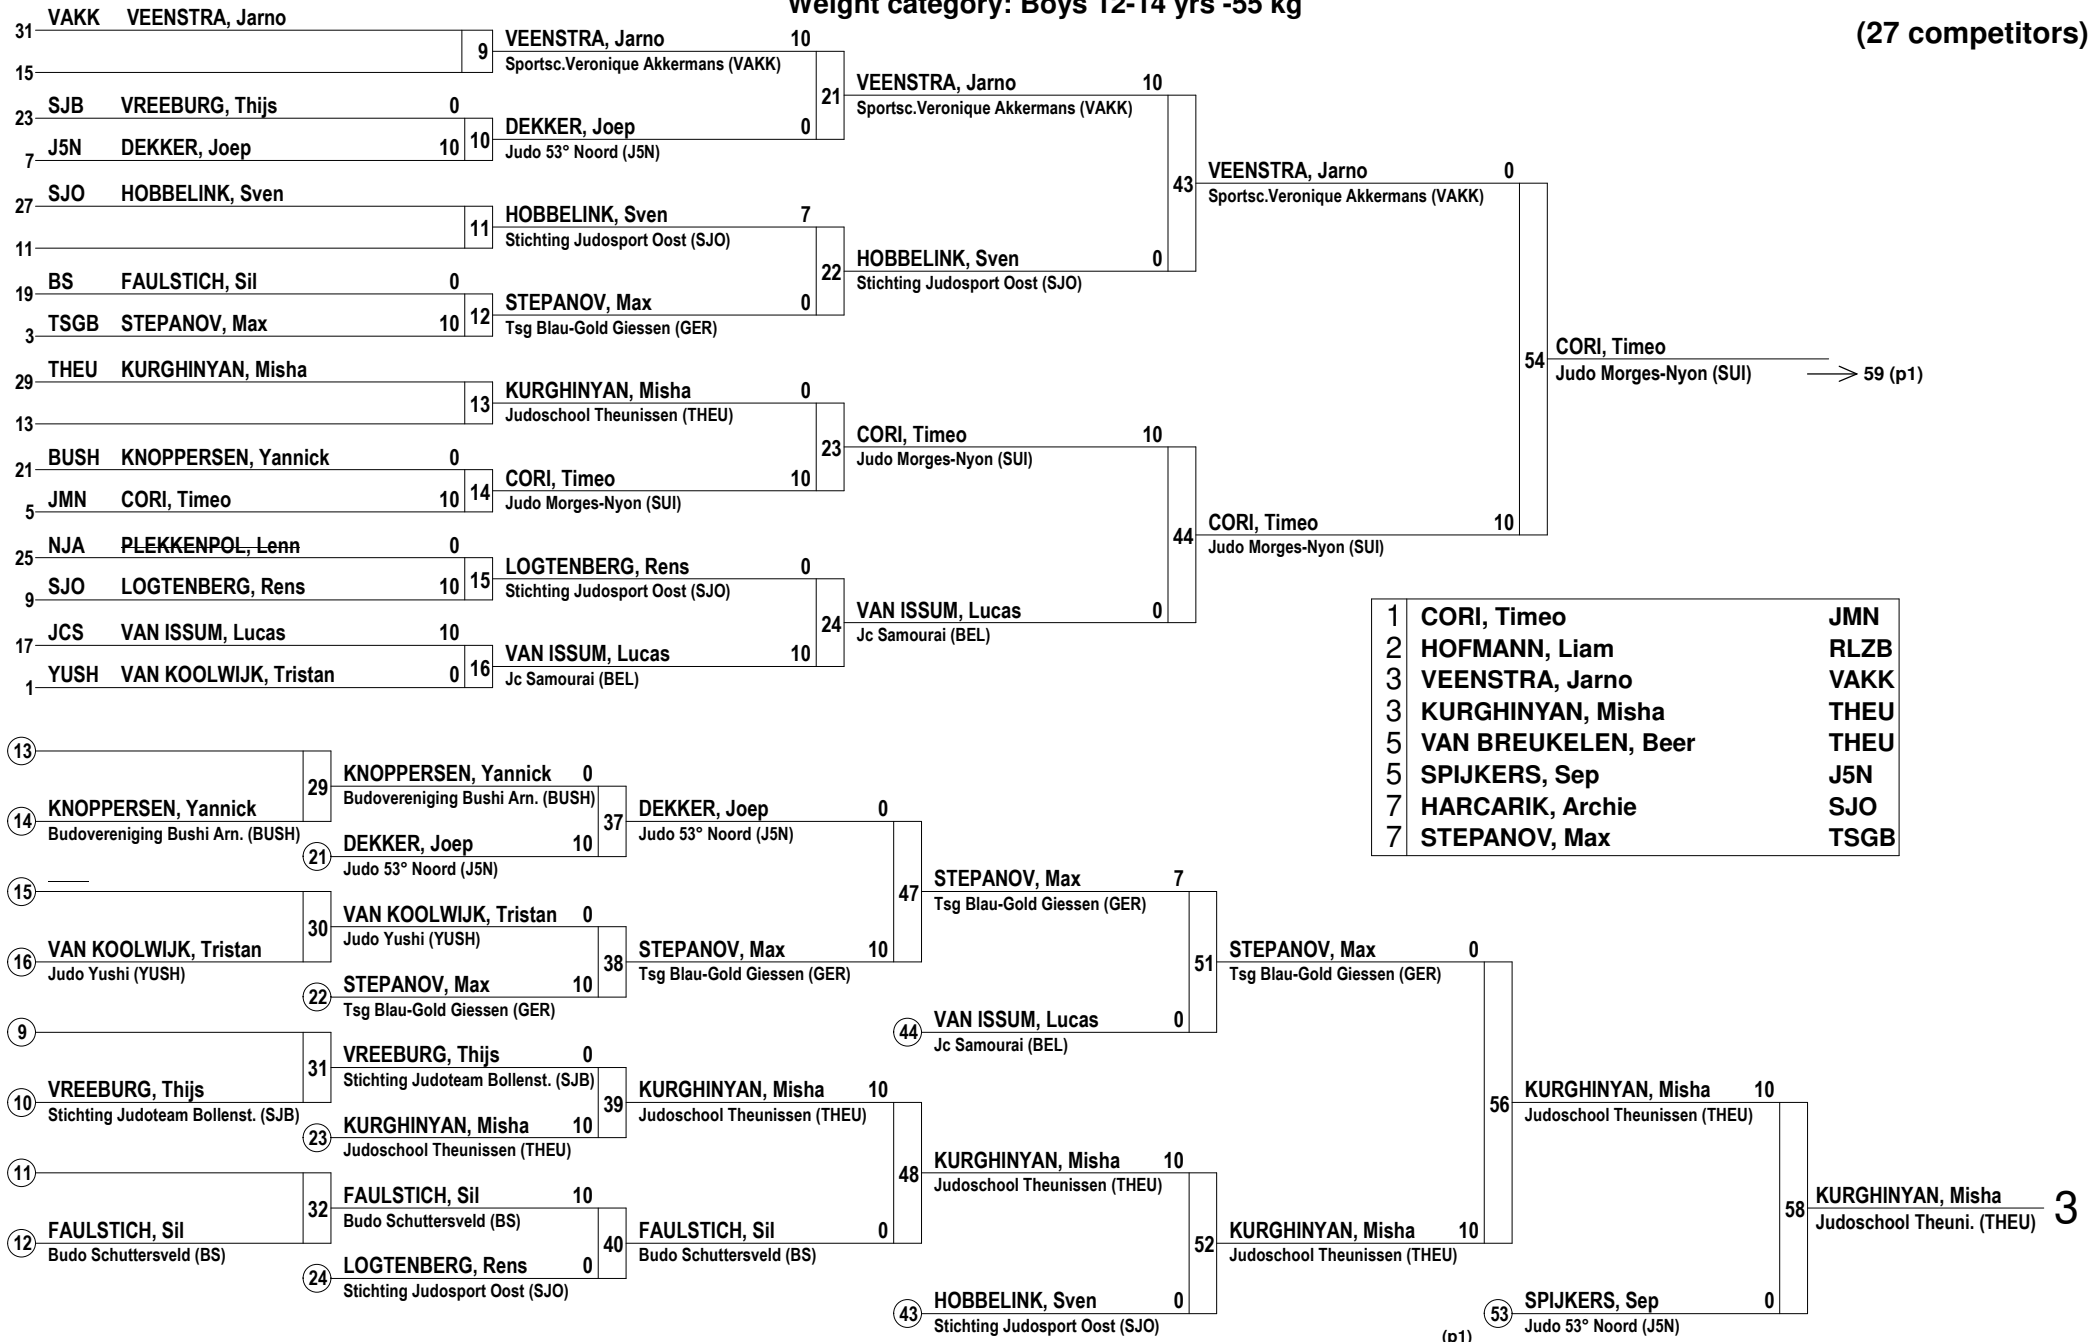 Weight category: Boys 12-14 yrs -55 kg
(27 competitors)
31 VAKK VEENSTRA, Jarno
15
9
VEENSTRA, Jarno 10
Sportsc.Veronique Akkermans (VAKK)
23 SJB VREEBURG, Thijs 0
7 J5N DEKKER, Joep 10
10
DEKKER, Joep 0
Judo 53° Noord (J5N)
21
VEENSTRA, Jarno 10
Sportsc.Veronique Akkermans (VAKK)
27 SJO HOBBELINK, Sven
11
11
HOBBELINK, Sven 7
Stichting Judosport Oost (SJO)
19 BS FAULSTICH, Sil 0
3 TSGB STEPANOV, Max 10
12
STEPANOV, Max 0
Tsg Blau-Gold Giessen (GER)
22
HOBBELINK, Sven 0
Stichting Judosport Oost (SJO)
43
VEENSTRA, Jarno 0
Sportsc.Veronique Akkermans (VAKK)
29 THEU KURGHINYAN, Misha
13
13
KURGHINYAN, Misha 0
Judoschool Theunissen (THEU)
21 BUSH KNOPPERSEN, Yannick 0
5 JMN CORI, Timeo 10
14
CORI, Timeo 10
Judo Morges-Nyon (SUI)
23
CORI, Timeo 10
Judo Morges-Nyon (SUI)
25 NJA PLEKKENPOL, Lenn 0
9 SJO LOGTENBERG, Rens 10
15
LOGTENBERG, Rens 0
Stichting Judosport Oost (SJO)
17 JCS VAN ISSUM, Lucas 10
1 YUSH VAN KOOLWIJK, Tristan 0
16
VAN ISSUM, Lucas 10
Jc Samourai (BEL)
24
VAN ISSUM, Lucas 0
Jc Samourai (BEL)
44
CORI, Timeo 10
Judo Morges-Nyon (SUI)
54
CORI, Timeo
Judo Morges-Nyon (SUI)
59 (p1)
1 CORI, Timeo JMN
2 HOFMANN, Liam RLZB
3 VEENSTRA, Jarno VAKK
3 KURGHINYAN, Misha THEU
5 VAN BREUKELEN, Beer THEU
5 SPIJKERS, Sep J5N
7 HARCARIK, Archie SJO
7 STEPANOV, Max TSGB
13
14 KNOPPERSEN, Yannick
Budovereniging Bushi Arn. (BUSH)
29
KNOPPERSEN, Yannick 0
Budovereniging Bushi Arn. (BUSH)
21 DEKKER, Joep 10
Judo 53° Noord (J5N)
37
DEKKER, Joep 0
Judo 53° Noord (J5N)
15
16 VAN KOOLWIJK, Tristan
Judo Yushi (YUSH)
30
VAN KOOLWIJK, Tristan 0
Judo Yushi (YUSH)
22 STEPANOV, Max 10
Tsg Blau-Gold Giessen (GER)
38
STEPANOV, Max 10
Tsg Blau-Gold Giessen (GER)
47
STEPANOV, Max 7
Tsg Blau-Gold Giessen (GER)
44 VAN ISSUM, Lucas 0
Jc Samourai (BEL)
51
STEPANOV, Max 0
Tsg Blau-Gold Giessen (GER)
9
10 VREEBURG, Thijs
Stichting Judoteam Bollenst. (SJB)
31
VREEBURG, Thijs 0
Stichting Judoteam Bollenst. (SJB)
23 KURGHINYAN, Misha 10
Judoschool Theunissen (THEU)
39
KURGHINYAN, Misha 10
Judoschool Theunissen (THEU)
11
12 FAULSTICH, Sil
Budo Schuttersveld (BS)
32
FAULSTICH, Sil 10
Budo Schuttersveld (BS)
24 LOGTENBERG, Rens 0
Stichting Judosport Oost (SJO)
40
FAULSTICH, Sil 0
Budo Schuttersveld (BS)
48
KURGHINYAN, Misha 10
Judoschool Theunissen (THEU)
43 HOBBELINK, Sven 0
Stichting Judosport Oost (SJO)
52
KURGHINYAN, Misha 10
Judoschool Theunissen (THEU)
56
KURGHINYAN, Misha 10
Judoschool Theunissen (THEU)
53 SPIJKERS, Sep 0
(p1) Judo 53° Noord (J5N)
58
KURGHINYAN, Misha
Judoschool Theuni. (THEU)
3